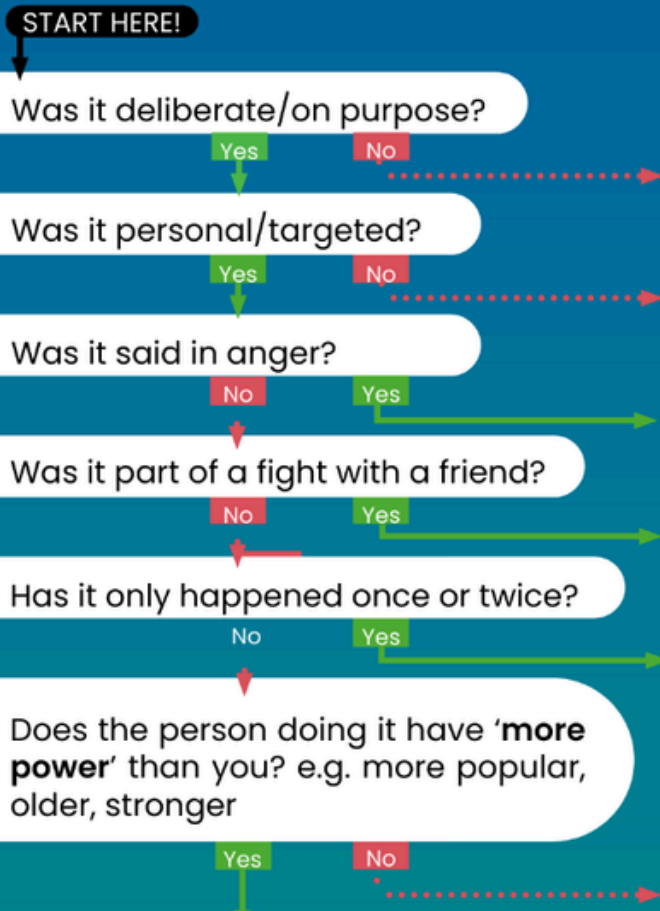 START HERE!
Was it deliberate/on purpose?
Yes No
Was it personal/targeted?
Yes No
Was it said in anger?
No Yes
Was it part of a fight with a friend?
No Yes
Has it only happened once or twice?
No Yes
Does the person doing it have ‘more
power’ than you? e.g. more popular,
older, stronger
Yes No